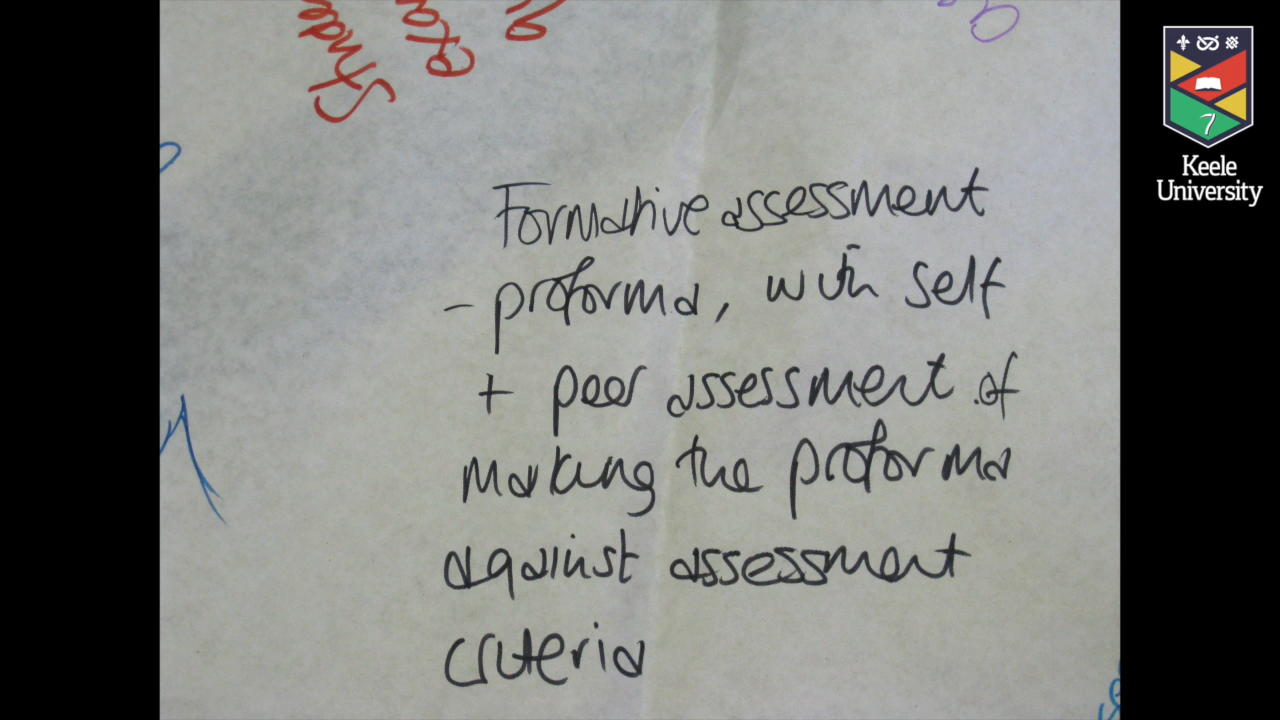 Formative assessment
- proforma, with self
+ peer assessment of
marking the proforma
against assessment
criteria
Keele
University